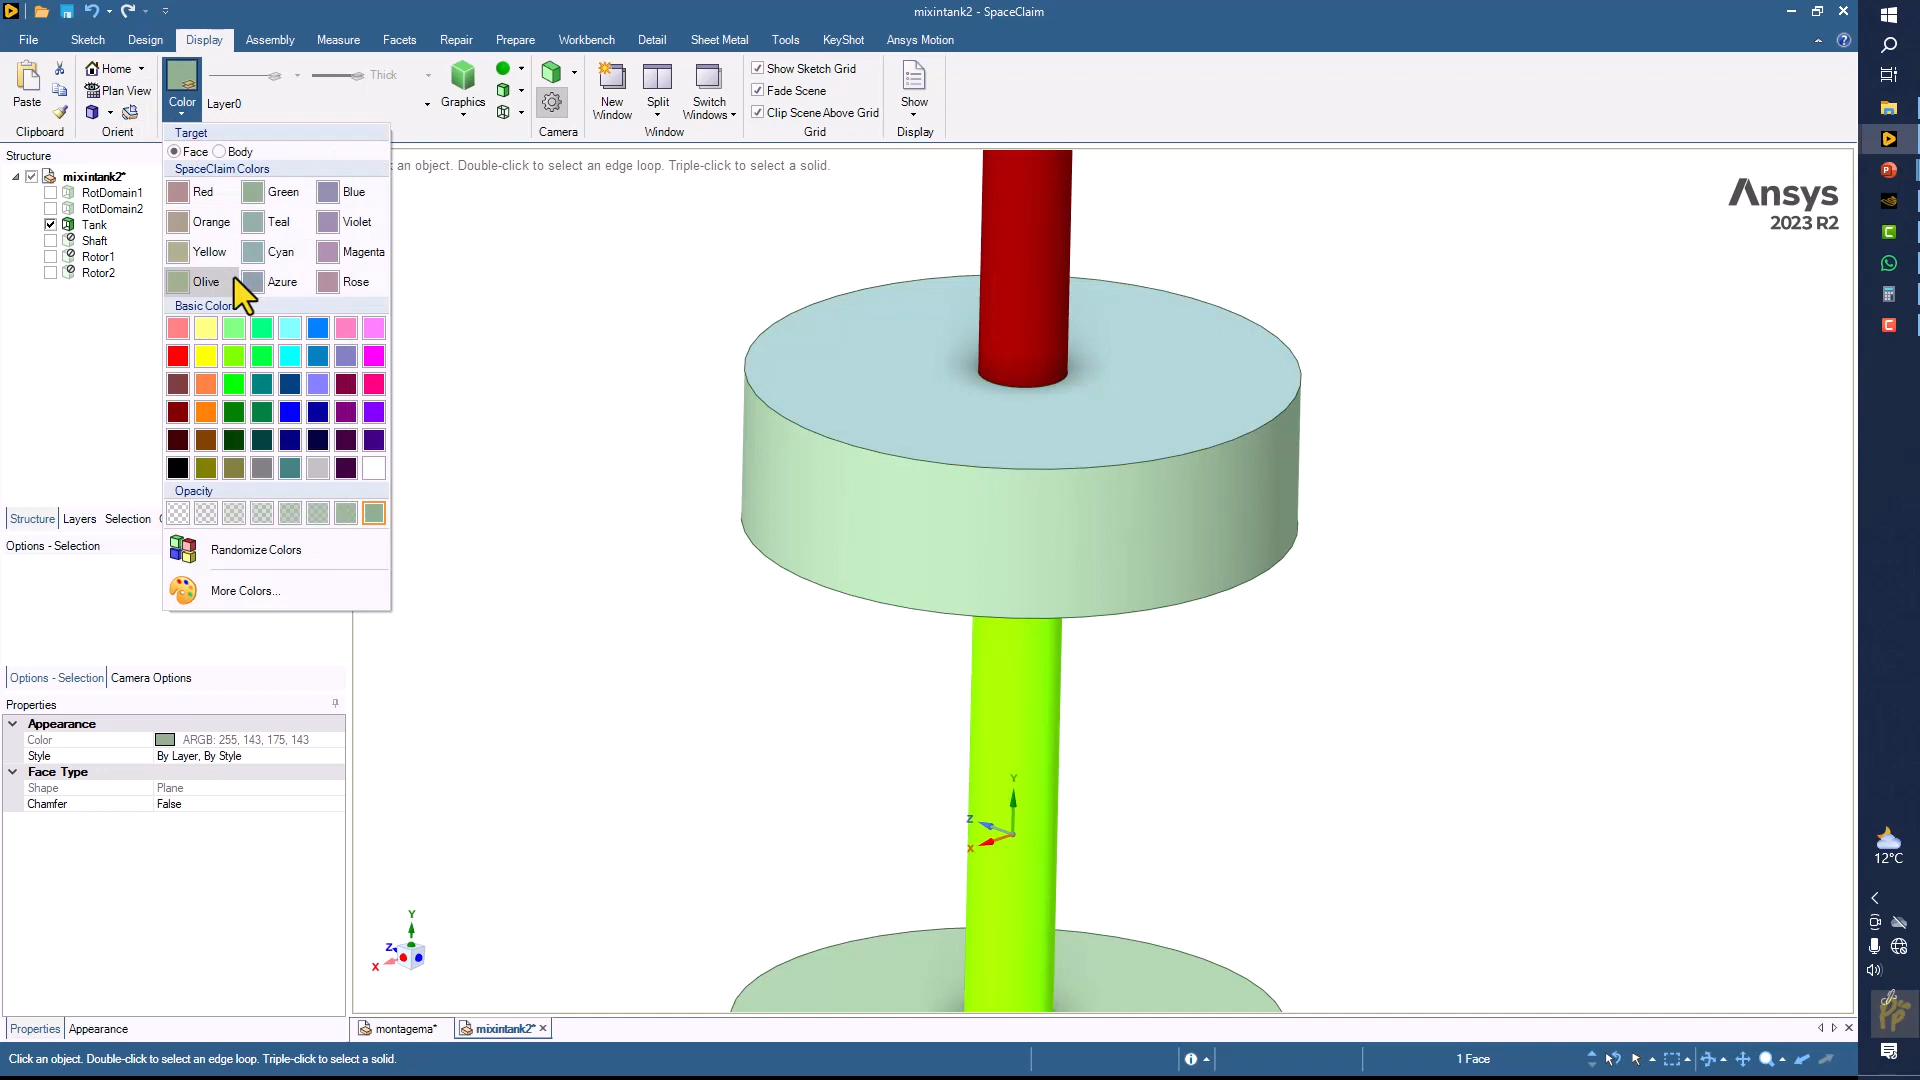 mixintank2 - SpaceClaim
File Sketch Design Display Assembly Measure Facets Repair Prepare Workbench Detail Sheet Metal Tools KeyShot Ansys Motion
Home Thick Show Sketch Grid
Plan View Fade Scene
Paste Color Layer0 Graphics New Window Split Switch Windows Clip Scene Above Grid Show
Clipboard Orient Camera Window Grid Display
Target
Structure
Face Body
an object. Double-click to select an edge loop. Triple-click to select a solid.
SpaceClaim Colors
mixintank2*
RotDomain1
RotDomain2
Tank
Shaft
Rotor1
Rotor2
Red Green Blue
Orange Teal Violet
Yellow Cyan Magenta
Olive Azure Rose
Basic Color
Opacity
Randomize Colors
More Colors...
Ansys
2023 R2
Structure Layers Selection
Options - Selection
Options - Selection Camera Options
Properties
Appearance
Color ARGB: 255, 143, 175, 143
Style By Layer, By Style
Face Type
Shape Plane
Chamfer False
Y
Z
X
Y
Z
X
12°C
Properties Appearance
montagema* mixintank2*
Click an object. Double-click to select an edge loop. Triple-click to select a solid.
1 Face